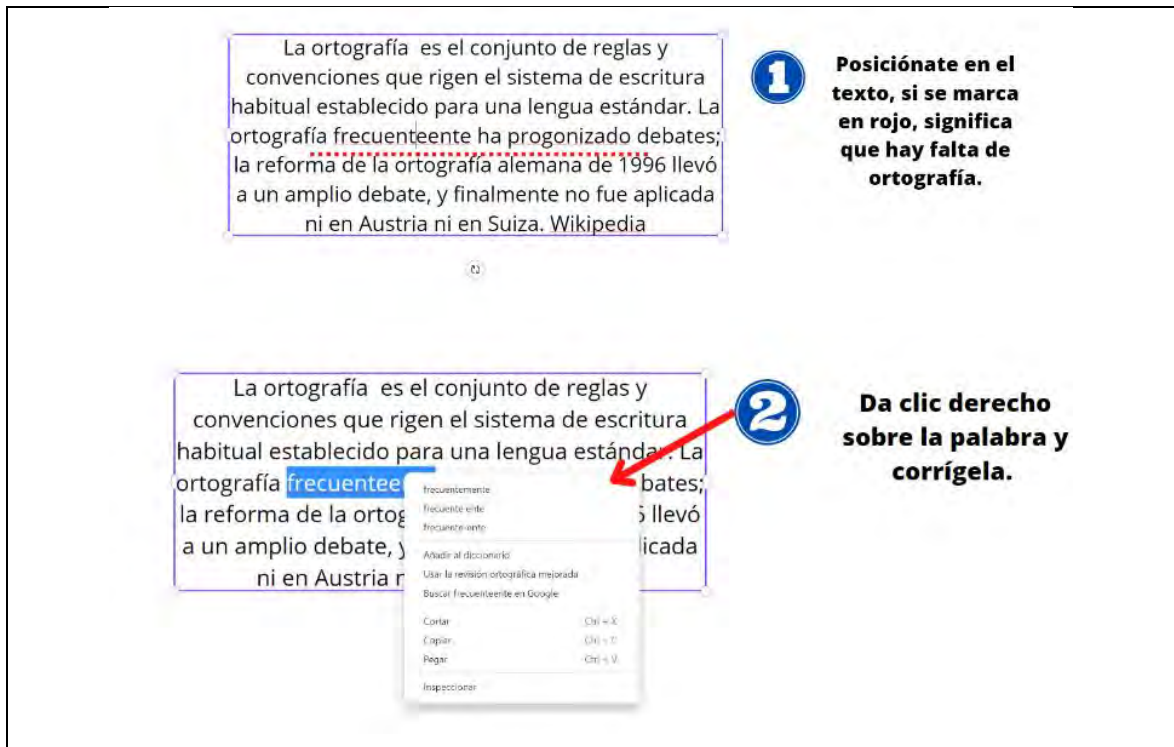 La ortografía  es el conjunto de reglas y
convenciones que rigen el sistema de escritura
habitual establecido para una lengua estándar. La
ortografía frecuenteente ha progonizado debates;
la reforma de la ortografía alemana de 1996 llevó
a un amplio debate, y finalmente no fue aplicada
ni en Austria ni en Suiza. Wikipedia
1
Posiciónate en el
texto, si se marca
en rojo, significa
que hay falta de
ortografía.
La ortografía  es el conjunto de reglas y
convenciones que rigen el sistema de escritura
habitual establecido para una lengua estándar. La
ortografía frecuentee bates;
la reforma de la ortog 6 llevó
a un amplio debate, y licada
ni en Austria n
frecuentemente
frecuente ente
frecuente-ente
Añadir al diccionario
Usar la revisión ortográfica mejorada
Buscar frecuenteente en Google
Cortar Ctrl + X
Copiar Ctrl + C
Pegar Ctrl + V
Inspeccionar
2
Da clic derecho
sobre la palabra y
corrígela.